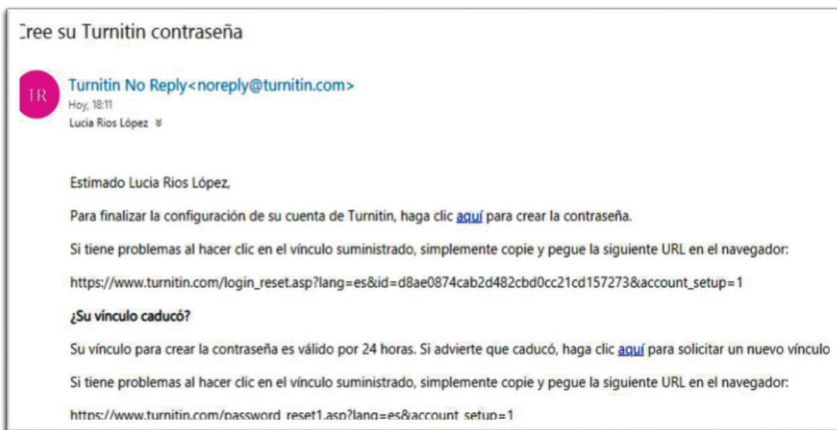 Cree su Turnitin contraseña
TR
Turnitin No Reply<noreply@turnitin.com>
Hoy, 18:11
Lucia Rios López
Estimado Lucia Rios López,
Para finalizar la configuración de su cuenta de Turnitin, haga clic aquí para crear la contraseña.
Si tiene problemas al hacer clic en el vínculo suministrado, simplemente copie y pegue la siguiente URL en el navegador:
https://www.turnitin.com/login_reset.asp?lang=es&id=d8ae0874cab2d482cbd0cc21cd157273&account_setup=1
¿Su vínculo caducó?
Su vínculo para crear la contraseña es válido por 24 horas. Si advierte que caducó, haga clic aquí para solicitar un nuevo vínculo
Si tiene problemas al hacer clic en el vínculo suministrado, simplemente copie y pegue la siguiente URL en el navegador:
https://www.turnitin.com/password_reset1.asp?lang=es&account_setup=1